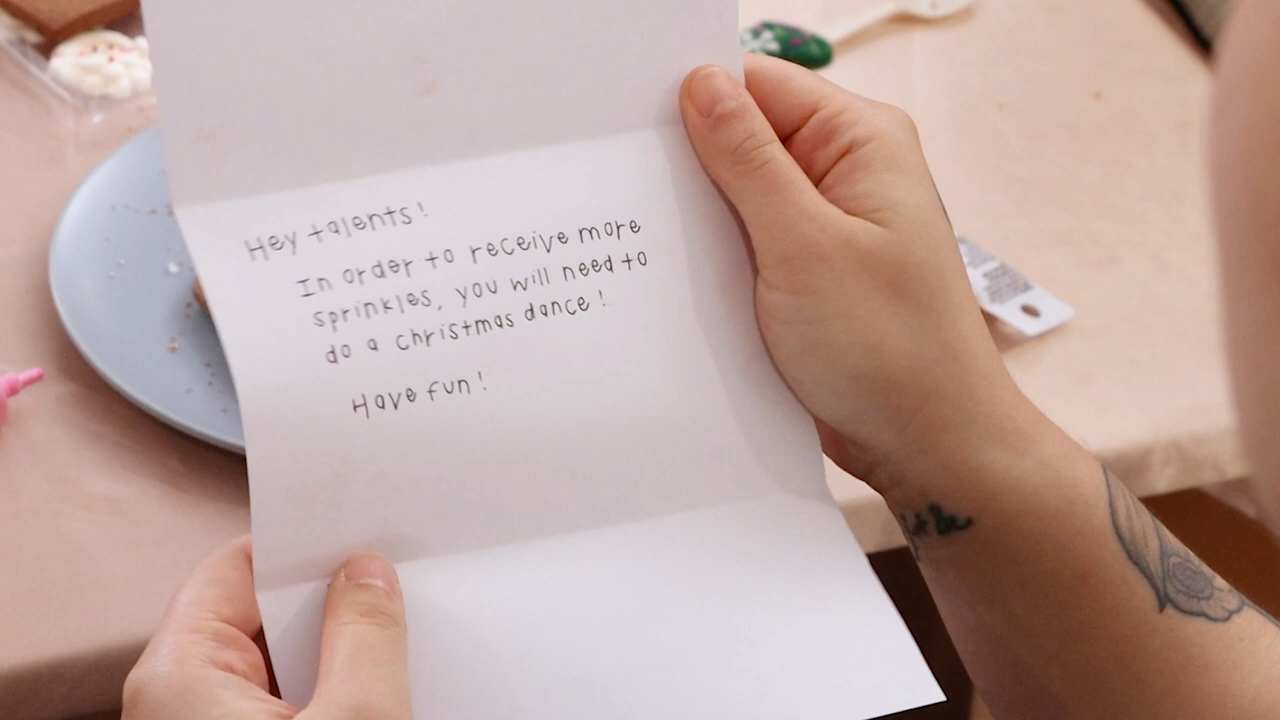 Hey talents!
In order to receive more
sprinkles, you will need to
do a christmas dance!
Have fun!